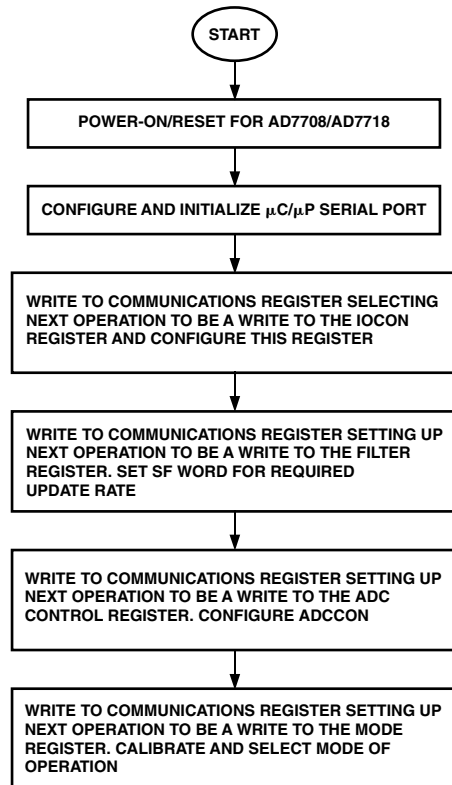 START
POWER-ON/RESET FOR AD7708/AD7718
CONFIGURE AND INITIALIZE μC/μP SERIAL PORT
WRITE TO COMMUNICATIONS REGISTER SELECTING
NEXT OPERATION TO BE A WRITE TO THE IOCON
REGISTER AND CONFIGURE THIS REGISTER
WRITE TO COMMUNICATIONS REGISTER SETTING UP
NEXT OPERATION TO BE A WRITE TO THE FILTER
REGISTER. SET SF WORD FOR REQUIRED
UPDATE RATE
WRITE TO COMMUNICATIONS REGISTER SETTING UP
NEXT OPERATION TO BE A WRITE TO THE ADC
CONTROL REGISTER. CONFIGURE ADCCON
WRITE TO COMMUNICATIONS REGISTER SETTING UP
NEXT OPERATION TO BE A WRITE TO THE MODE
REGISTER. CALIBRATE AND SELECT MODE OF
OPERATION